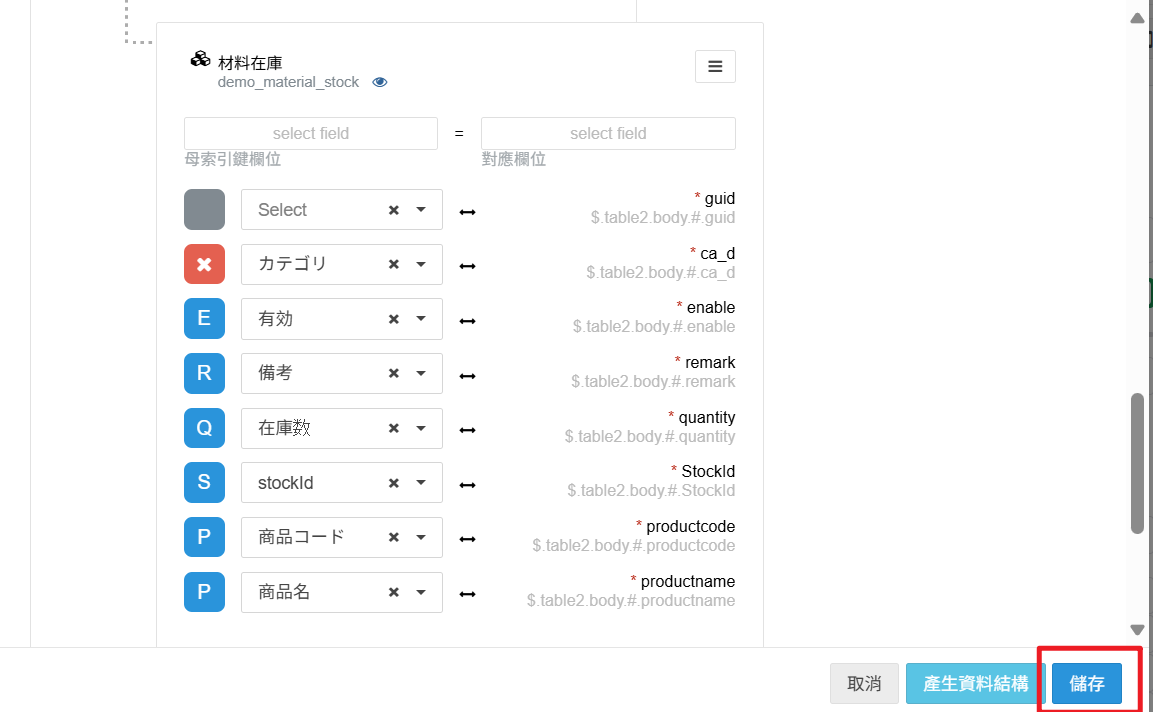 材料在庫
demo_material_stock
select field = select field
母索引鍵欄位 對應欄位
Select * guid
$.table2.body.#.guid
カテゴリ * ca_d
$.table2.body.#.ca_d
E 有効 * enable
$.table2.body.#.enable
R 備考 * remark
$.table2.body.#.remark
Q 在庫数 * quantity
$.table2.body.#.quantity
S stockId * StockId
$.table2.body.#.StockId
P 商品コード * productcode
$.table2.body.#.productcode
P 商品名 * productname
$.table2.body.#.productname
取消 產生資料結構 儲存